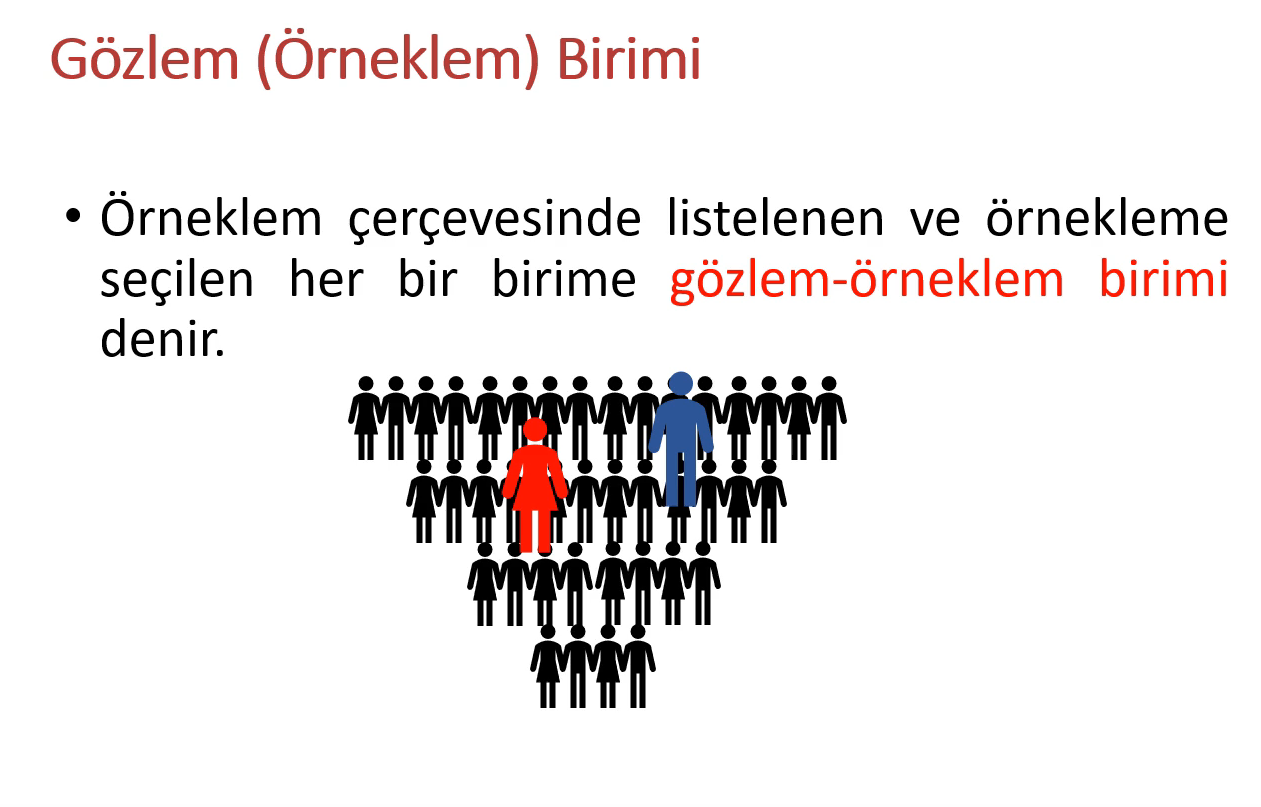 Gözlem (Örneklem) Birimi
• Örneklem çerçevesinde listelenen ve örnekleme
seçilen her bir birime gözlem-örneklem birimi
denir.